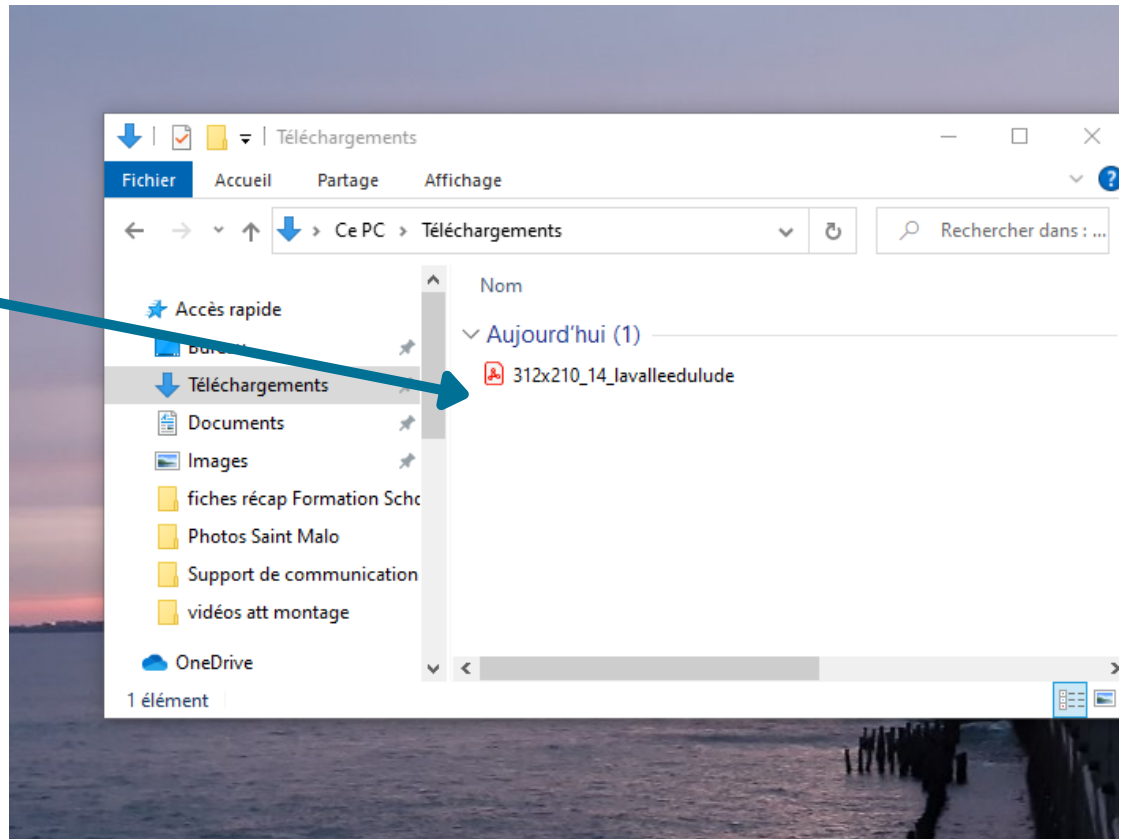 Téléchargements
Fichier Accueil Partage Affichage
Ce PC > Téléchargements
Rechercher dans : ...
Nom
Accès rapide
Aujourd'hui (1)
312x210_14_lavalleedulude
Téléchargements
Documents
Images
fiches récap Formation Scho
Photos Saint Malo
Support de communication
vidéos att montage
OneDrive
1 élément